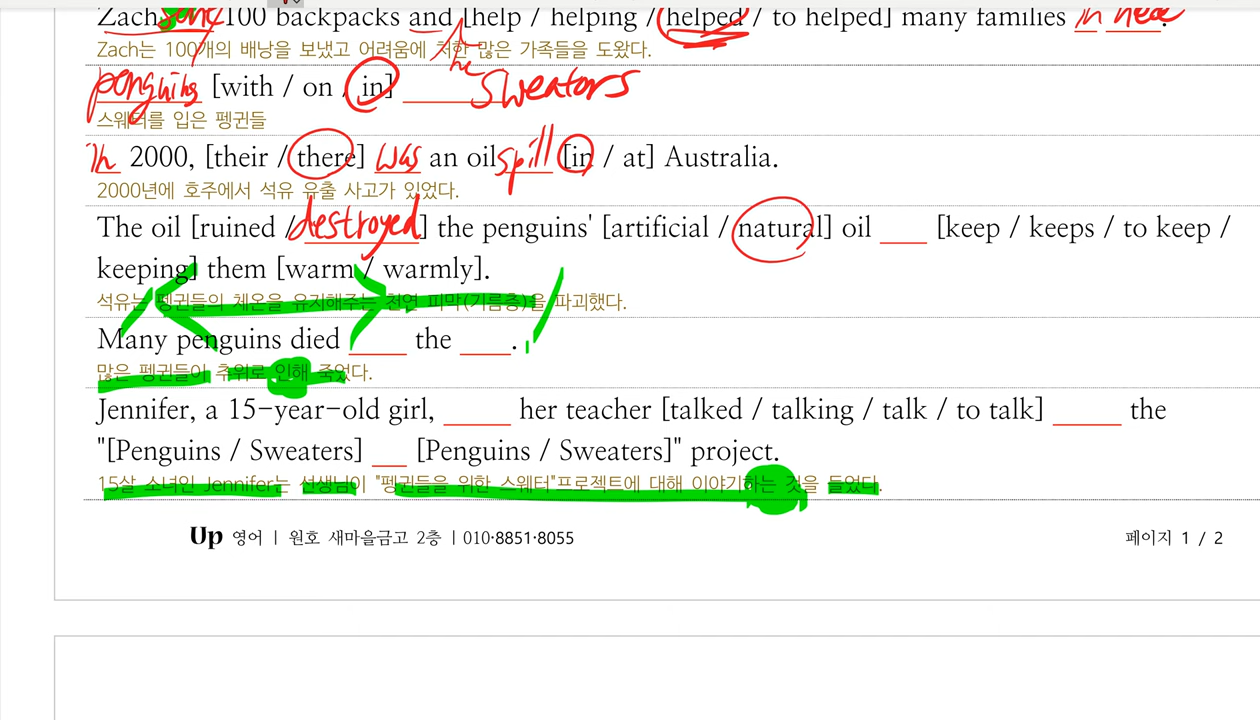 Zach sent 100 backpacks and [help / helping / helped / to helped] many families in need.
Zach는 100개의 배낭을 보냈고 어려움에 처한 많은 가족들을 도왔다.
he
penguins [with / on / in] sweators
스웨터를 입은 펭귄들
in 2000, [their / there] was an oil spill [in / at] Australia.
2000년에 호주에서 석유 유출 사고가 있었다.
The oil [ruined / destroyed] the penguins' [artificial / natural] oil ____ [keep / keeps / to keep /
keeping] them [warm / warmly].
석유는 펭귄들의 체온을 유지해주는 천연 피막(기름층)을 파괴했다.
Many penguins died ____ the ____.
많은 펭귄들이 추위로 인해 죽었다.
Jennifer, a 15-year-old girl, ____ her teacher [talked / talking / talk / to talk] ____ the
"[Penguins / Sweaters] ____ [Penguins / Sweaters]" project.
15살 소녀인 Jennifer는 선생님이 "펭귄들을 위한 스웨터"프로젝트에 대해 이야기하는 것을 들었다.
Up 영어 | 원호 새마을금고 2층 | 010·8851·8055
페이지 1 / 2